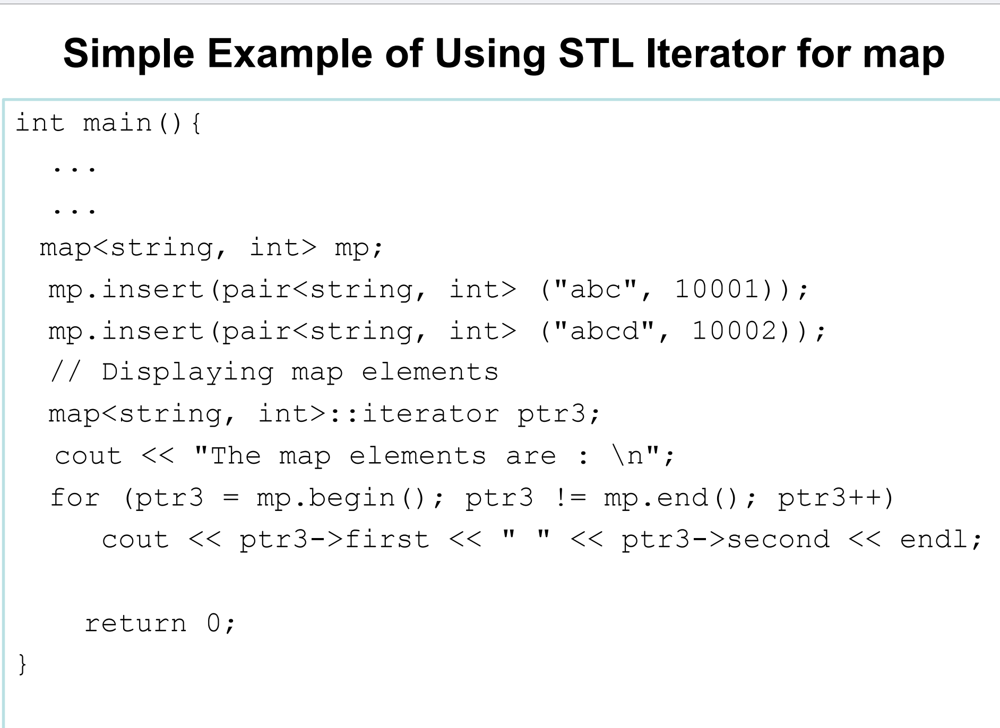 Simple Example of Using STL Iterator for map
int main(){
...
...
map<string, int> mp;
mp.insert(pair<string, int> ("abc", 10001));
mp.insert(pair<string, int> ("abcd", 10002));
// Displaying map elements
map<string, int>::iterator ptr3;
cout << "The map elements are : \n";
for (ptr3 = mp.begin(); ptr3 != mp.end(); ptr3++)
cout << ptr3->first << " " << ptr3->second << endl;
return 0;
}